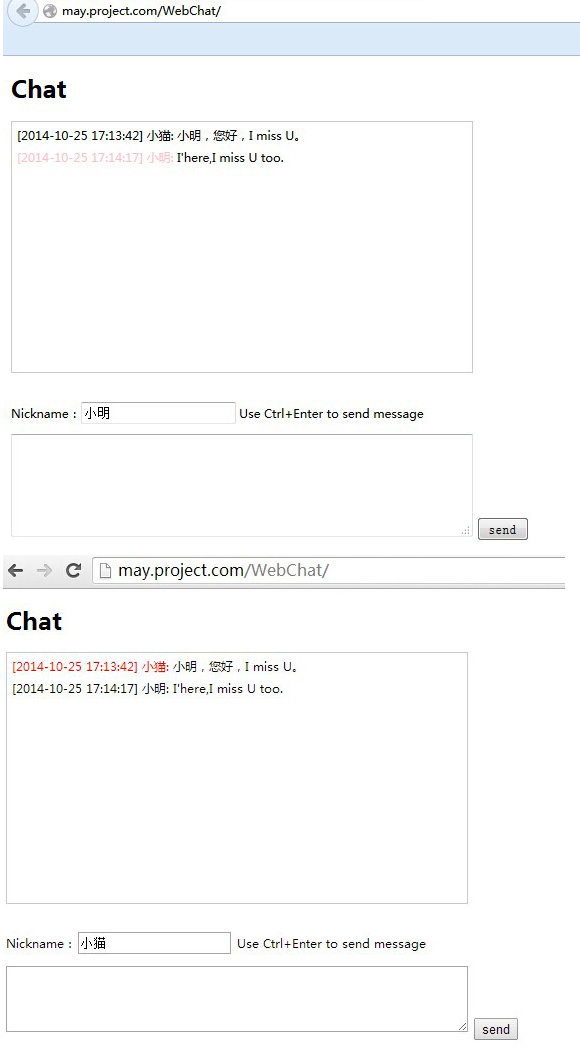 may.project.com/WebChat/
Chat
[2014-10-25 17:13:42] 小猫: 小明，您好，I miss U。
[2014-10-25 17:14:17] 小明: I'here,I miss U too.
Nickname : 小明 Use Ctrl+Enter to send message
send
may.project.com/WebChat/
Chat
[2014-10-25 17:13:42] 小猫: 小明，您好，I miss U。
[2014-10-25 17:14:17] 小明: I'here,I miss U too.
Nickname : 小猫 Use Ctrl+Enter to send message
send